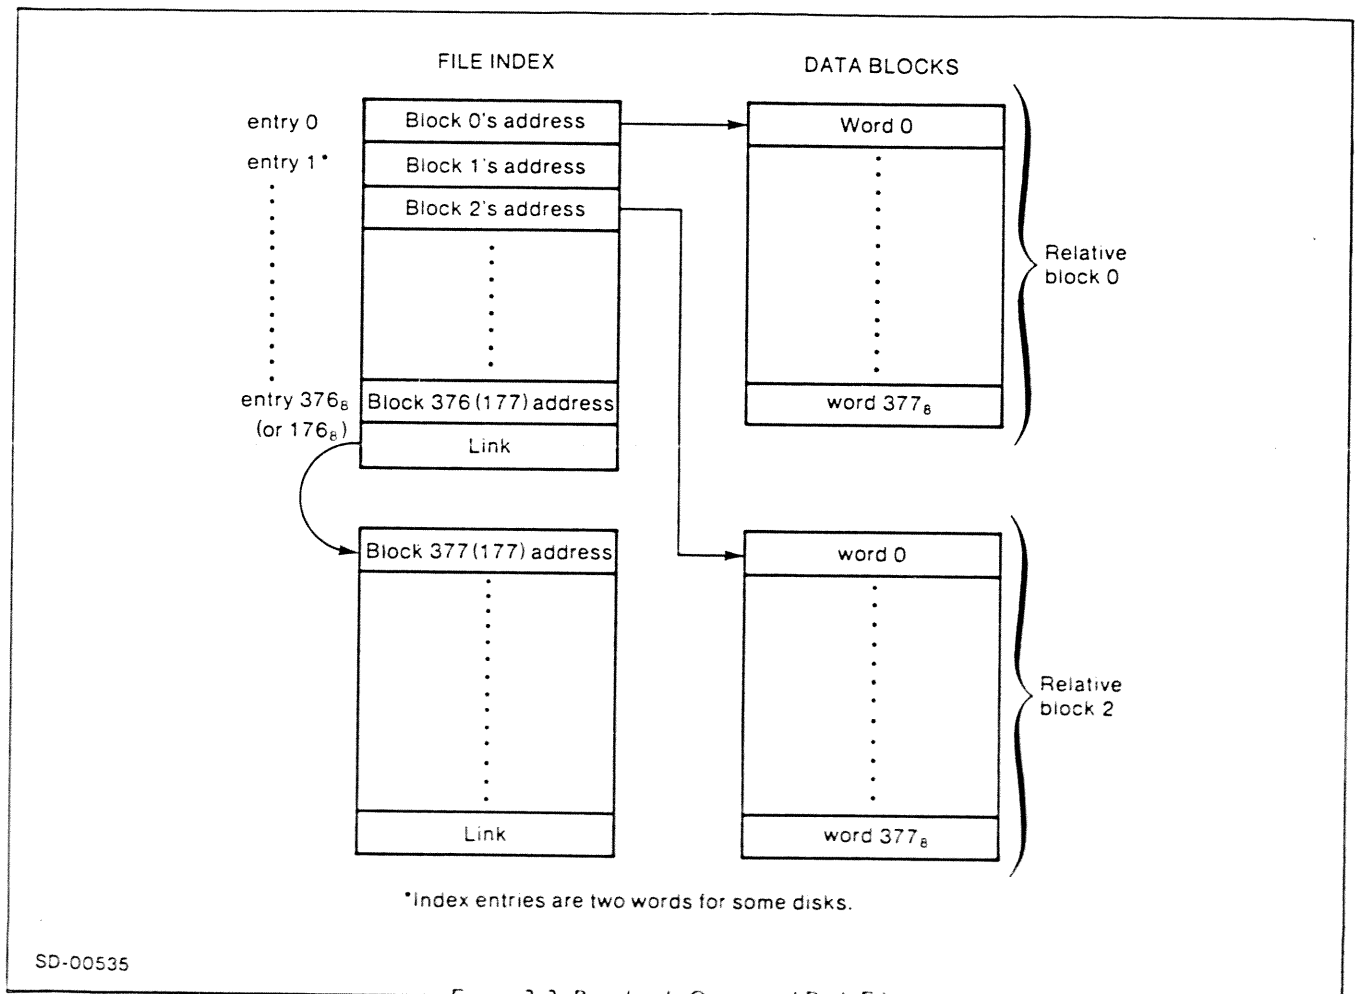 FILE INDEX
DATA BLOCKS
entry 0
Block 0's address
Word 0
entry 1*
Block 1's address
Block 2's address
Relative
block 0
entry 376₈
(or 176₈)
Block 376 (177) address
word 377₈
Link
Block 377 (177) address
word 0
Relative
block 2
Link
word 377₈
*Index entries are two words for some disks.
SD-00535